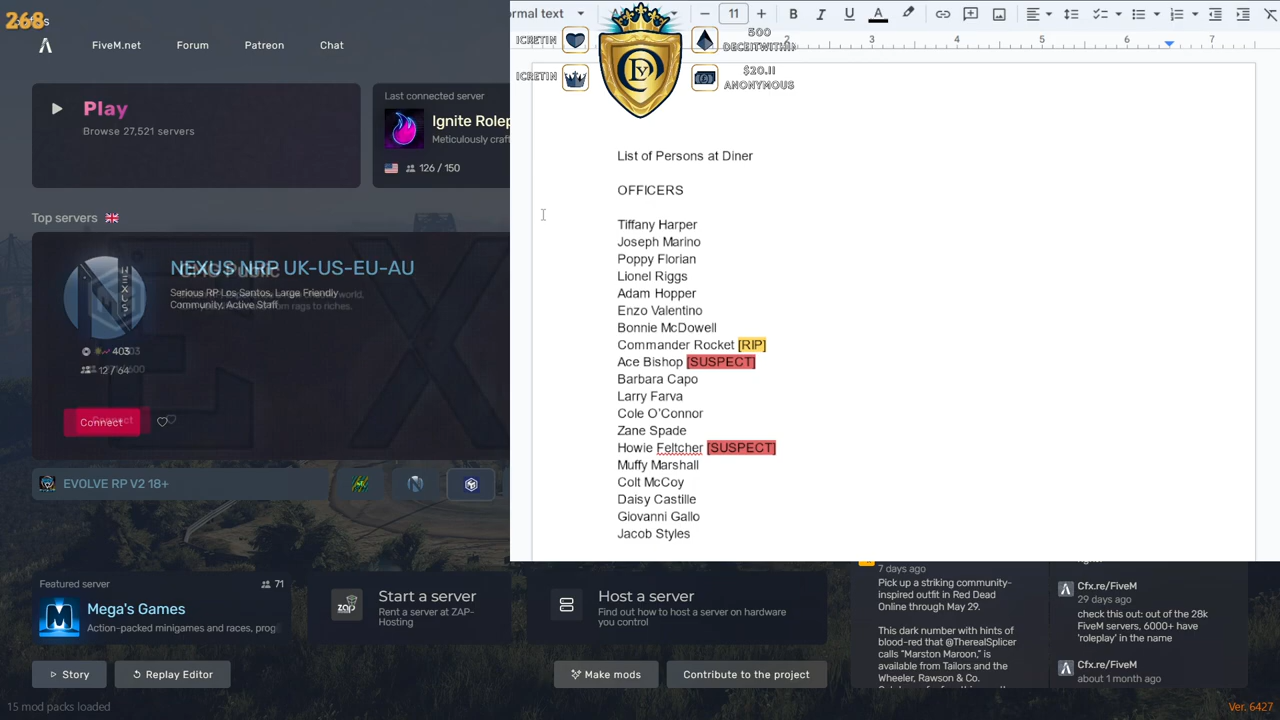 268
FiveM.net
Forum
Patreon
Chat
Play
Browse 27,521 servers
Last connected server
Ignite Rolep
Meticulously craf
126 / 150
Top servers
NEXUS NRP UK-US-EU-AU
Serious RP Los Santos, Large Friendly
Community, Active Staff
Connect
EVOLVE RP V2 18+
Featured server
71
Mega's Games
Action-packed minigames and races, prog
Start a server
Rent a server at ZAP-
Hosting
Host a server
Find out how to host a server on hardware
you control
Story
Replay Editor
Make mods
Contribute to the project
15 mod packs loaded
Ver. 6427
7 days ago
Pick up a striking community-
inspired outfit in Red Dead
Online through May 29.
This dark number with hints of
blood-red that @TherealSplicer
calls “Marston Maroon,” is
available from Tailors and the
Wheeler, Rawson & Co.
Cfx.re/FiveM
29 days ago
check this out: out of the 28k
FiveM servers, 6000+ have
'roleplay' in the name
Cfx.re/FiveM
about 1 month ago
rmal text
11
B I U A
2 3 4 5 6 7
ICRETIN
500
DECEITWITHIN
ICRETIN
$20.11
ANONYMOUS
List of Persons at Diner
OFFICERS
Tiffany Harper
Joseph Marino
Poppy Florian
Lionel Riggs
Adam Hopper
Enzo Valentino
Bonnie McDowell
Commander Rocket [RIP]
Ace Bishop [SUSPECT]
Barbara Capo
Larry Farva
Cole O'Connor
Zane Spade
Howie Feltcher [SUSPECT]
Muffy Marshall
Colt McCoy
Daisy Castille
Giovanni Gallo
Jacob Styles